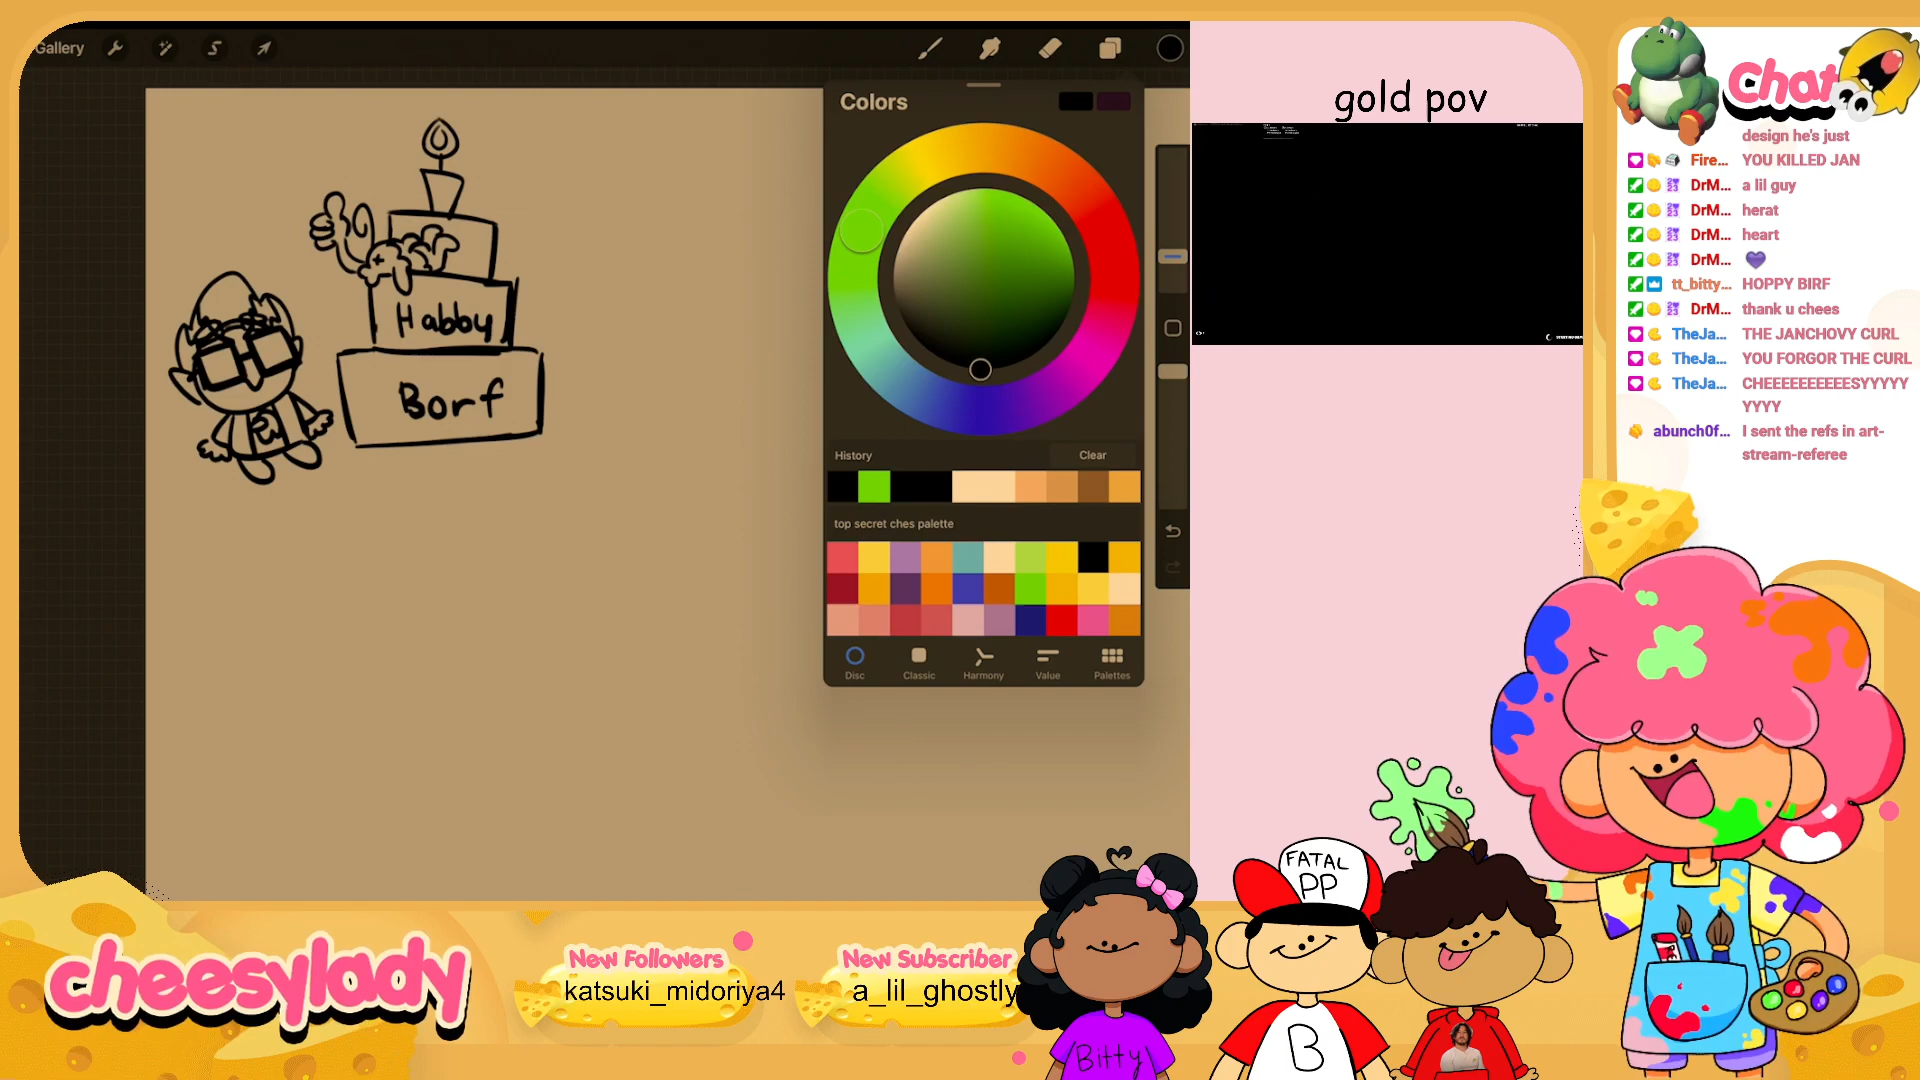 Gallery
Colors
History
Clear
top secret ches palette
Disc
Classic
Harmony
Value
Palettes
Habby
Borf
gold pov
Chat
design he's just
Fire... YOU KILLED JAN
DrM... a lil guy
DrM... herat
DrM... heart
DrM... 💜
tt_bitty... HOPPY BIRF
DrM... thank u chees
TheJa... THE JANCHOVY CURL
TheJa... YOU FORGOR THE CURL
TheJa... CHEEEEEEEEEESYYYYY
YYYY
abunch0f... I sent the refs in art-
stream-referee
cheesylady
New Followers
katsuki_midoriya4
New Subscriber
a_lil_ghostly
Bitty
FATAL
PP
B